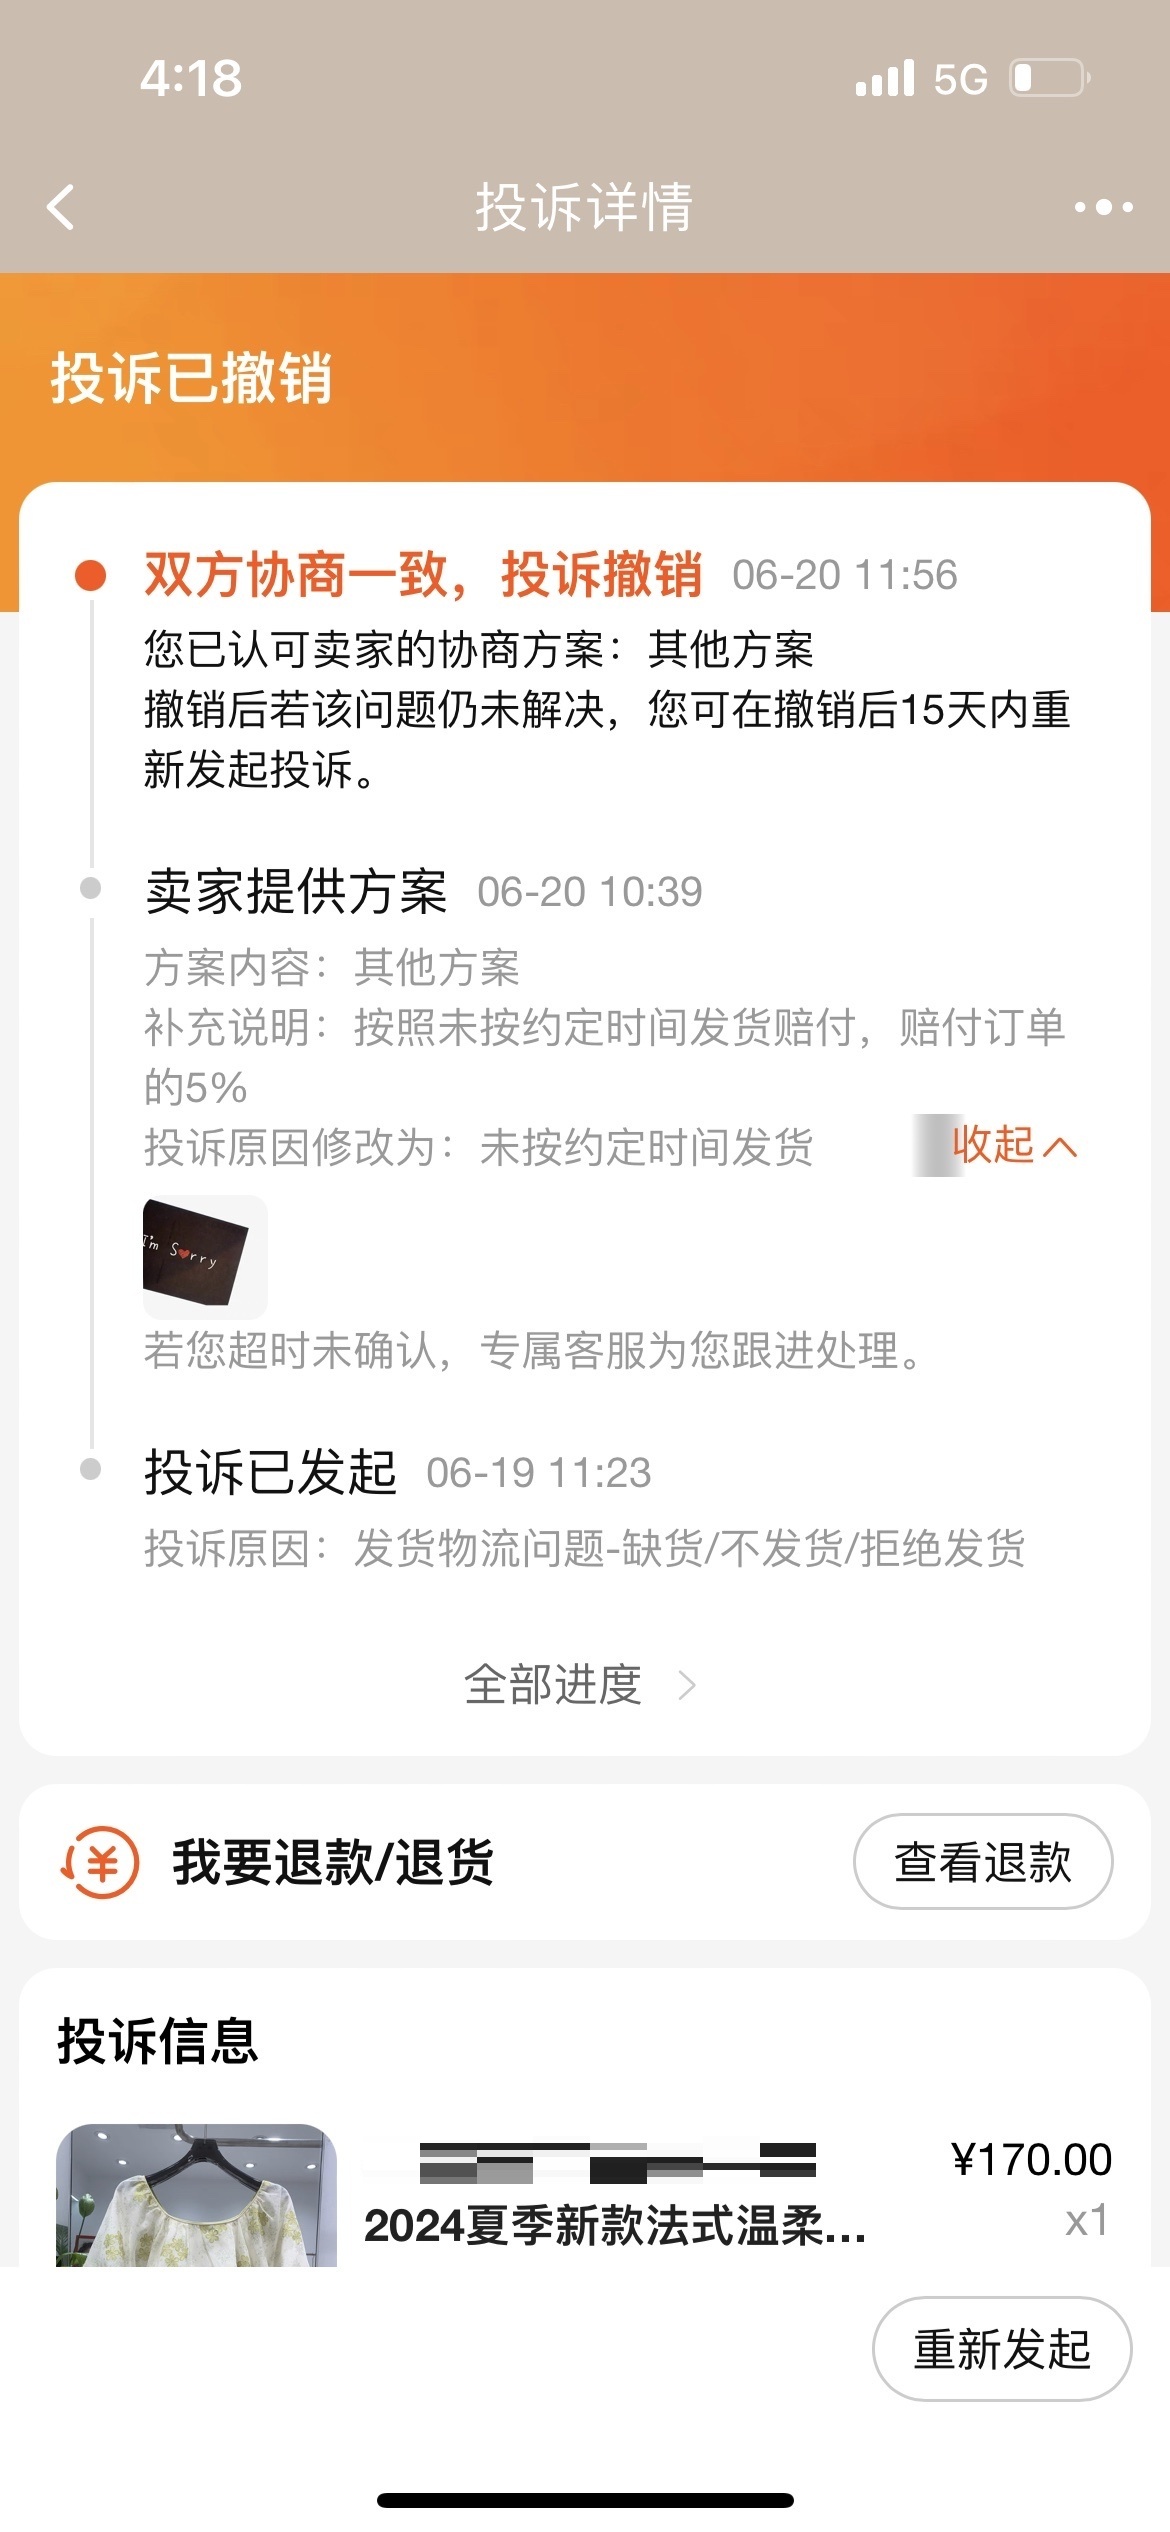 4:18
5G
投诉详情
投诉已撤销
双方协商一致，投诉撤销 06-20 11:56
您已认可卖家的协商方案：其他方案
撤销后若该问题仍未解决，您可在撤销后15天内重
新发起投诉。
卖家提供方案 06-20 10:39
方案内容：其他方案
补充说明：按照未按约定时间发货赔付，赔付订单
的5%
投诉原因修改为：未按约定时间发货 收起
I'm Sorry
若您超时未确认，专属客服为您跟进处理。
投诉已发起 06-19 11:23
投诉原因：发货物流问题-缺货/不发货/拒绝发货
全部进度
我要退款/退货 查看退款
投诉信息
¥170.00
2024夏季新款法式温柔... x1
重新发起